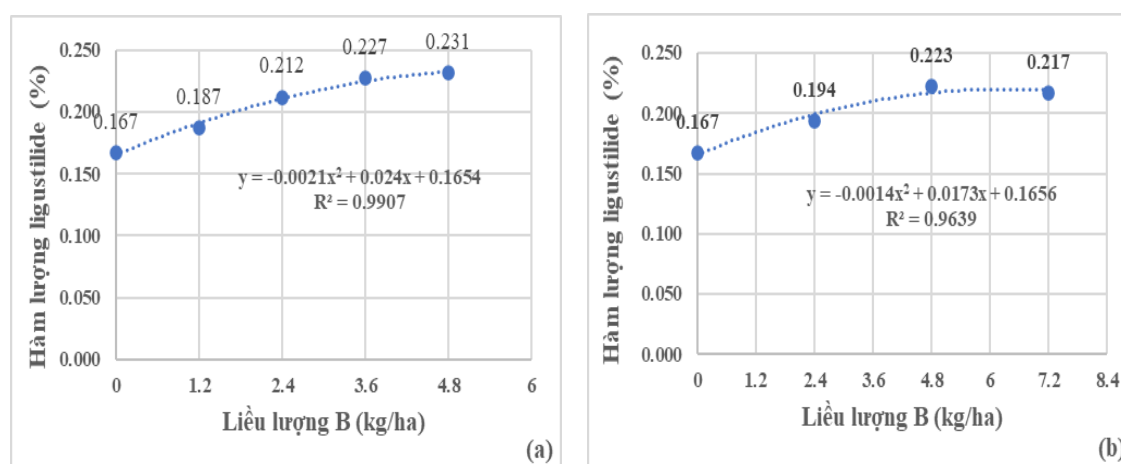 Hàm lượng ligustilide (%)
0.250
0.200
0.150
0.100
0.050
0.000
0.167
0.187
0.212
0.227
0.231
y = -0.0021x² + 0.024x + 0.1654
R² = 0.9907
0 1.2 2.4 3.6 4.8 6
Liều lượng B (kg/ha)
(a)
Hàm lượng ligustilide (%)
0.250
0.200
0.150
0.100
0.050
0.000
0.167
0.194
0.223
0.217
y = -0.0014x² + 0.0173x + 0.1656
R² = 0.9639
0 1.2 2.4 3.6 4.8 6 7.2 8.4
Liều lượng B (kg/ha)
(b)